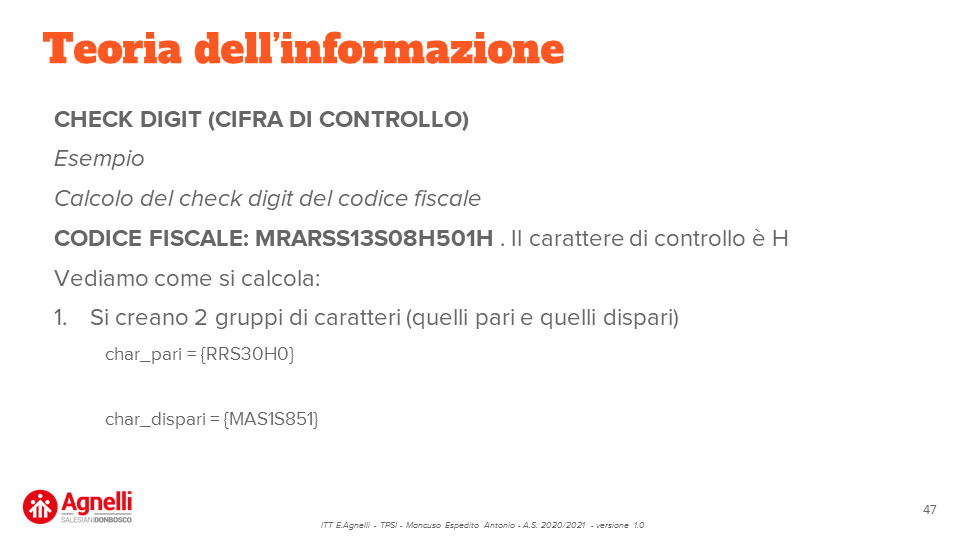 Teoria dell'informazione
CHECK DIGIT (CIFRA DI CONTROLLO)
Esempio
Calcolo del check digit del codice fiscale
CODICE FISCALE: MRARSS13S08H501H . Il carattere di controllo è H
Vediamo come si calcola:
1. Si creano 2 gruppi di caratteri (quelli pari e quelli dispari)
char_pari = {RRS30H0}
char_dispari = {MAS1S851}
Agnelli
SALESIANI DONBOSCO
47
ITT E.Agnelli - TPSI - Mancuso Espedito Antonio - A.S. 2020/2021 - versione 1.0